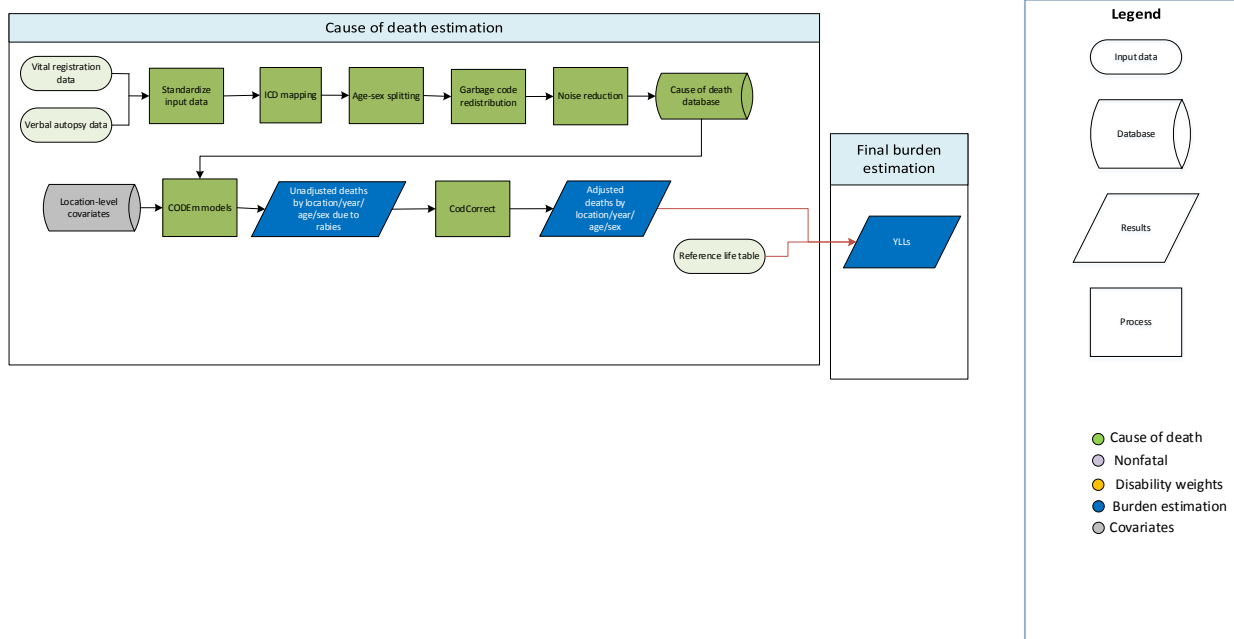 Cause of death estimation
Vital registration
data
Verbal autopsy data
Standardize
input data
ICD mapping
Age-sex splitting
Garbage code
redistribution
Noise reduction
Cause of death
database
Location-level
covariates
CODEm models
Unadjusted deaths
by location/year/
age/sex due to
rabies
CodCorrect
Adjusted
deaths by
location/year/
age/sex
Reference life table
Final burden
estimation
YLLs
Legend
Input data
Database
Results
Process
Cause of death
Nonfatal
Disability weights
Burden estimation
Covariates